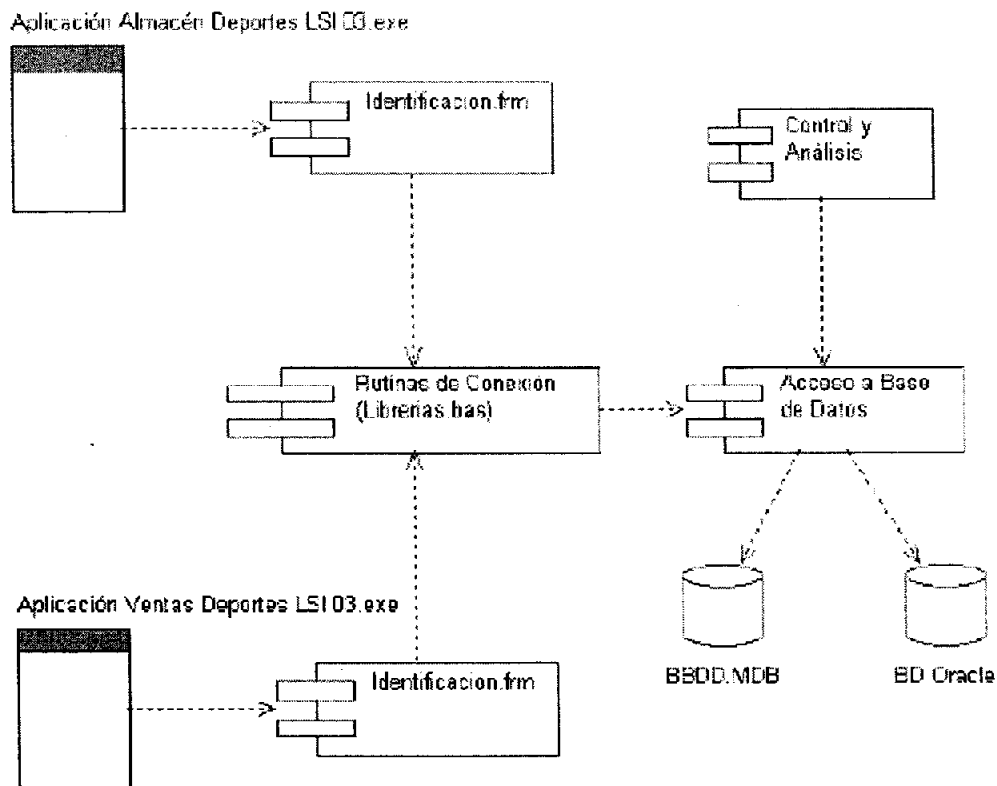 Aplicación Almacén Deportes LSI 03.exe
Identificacion.frm
Control y
Análisis
Rutinas de Conexión
(Librerias.bas)
Acceso a Base
de Datos
Aplicación Ventas Deportes LSI 03.exe
Identificacion.frm
BBDD.MDB
BD Oracle